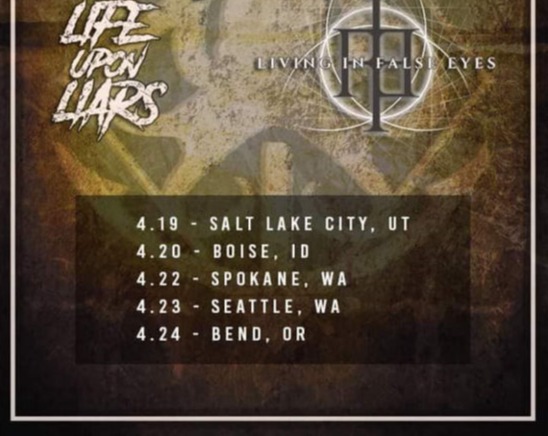 LIFE
UPON
LIARS
LIVING IN FALSE EYES
4.19 - SALT LAKE CITY, UT
4.20 - BOISE, ID
4.22 - SPOKANE, WA
4.23 - SEATTLE, WA
4.24 - BEND, OR